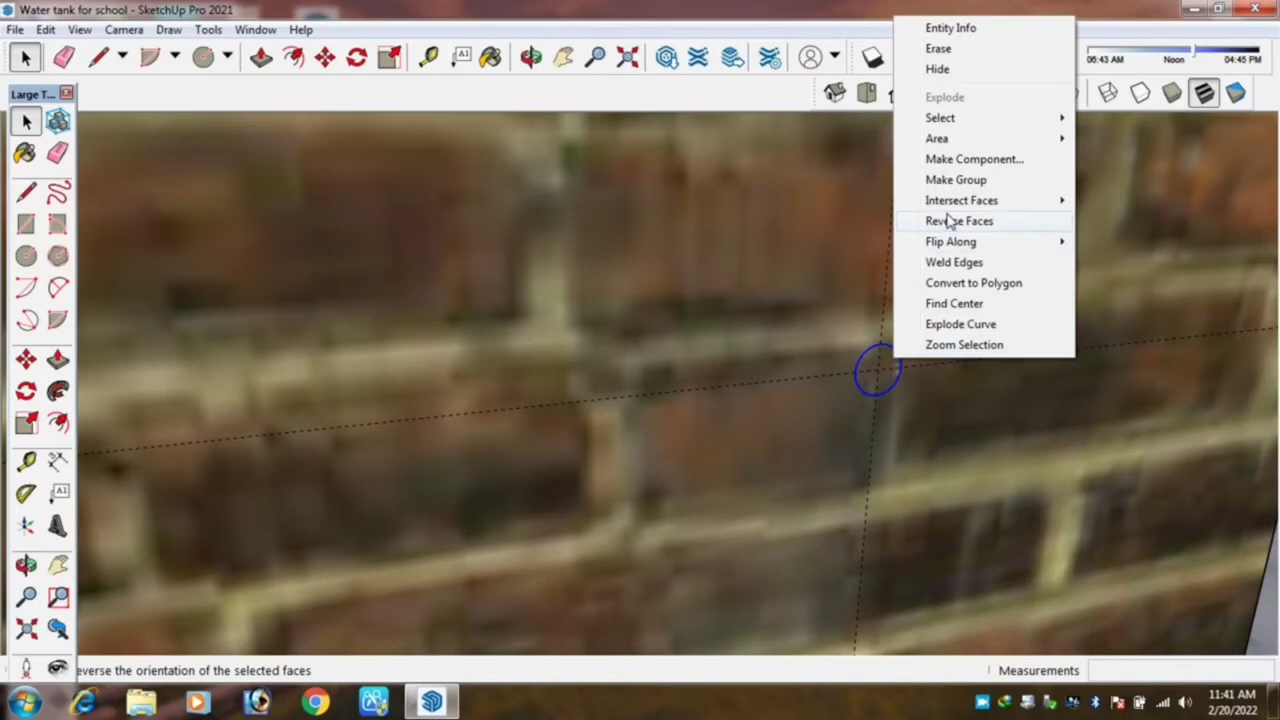 Water tank for school - SketchUp Pro 2021
File Edit View Camera Draw Tools Window Help
06:43 AM Noon 04:45 PM
Large T...
A1
A1
Entity Info
Erase
Hide
Explode
Select
Area
Make Component...
Make Group
Intersect Faces
Reverse Faces
Flip Along
Weld Edges
Convert to Polygon
Find Center
Explode Curve
Zoom Selection
everse the orientation of the selected faces
Measurements
11:41 AM
2/20/2022